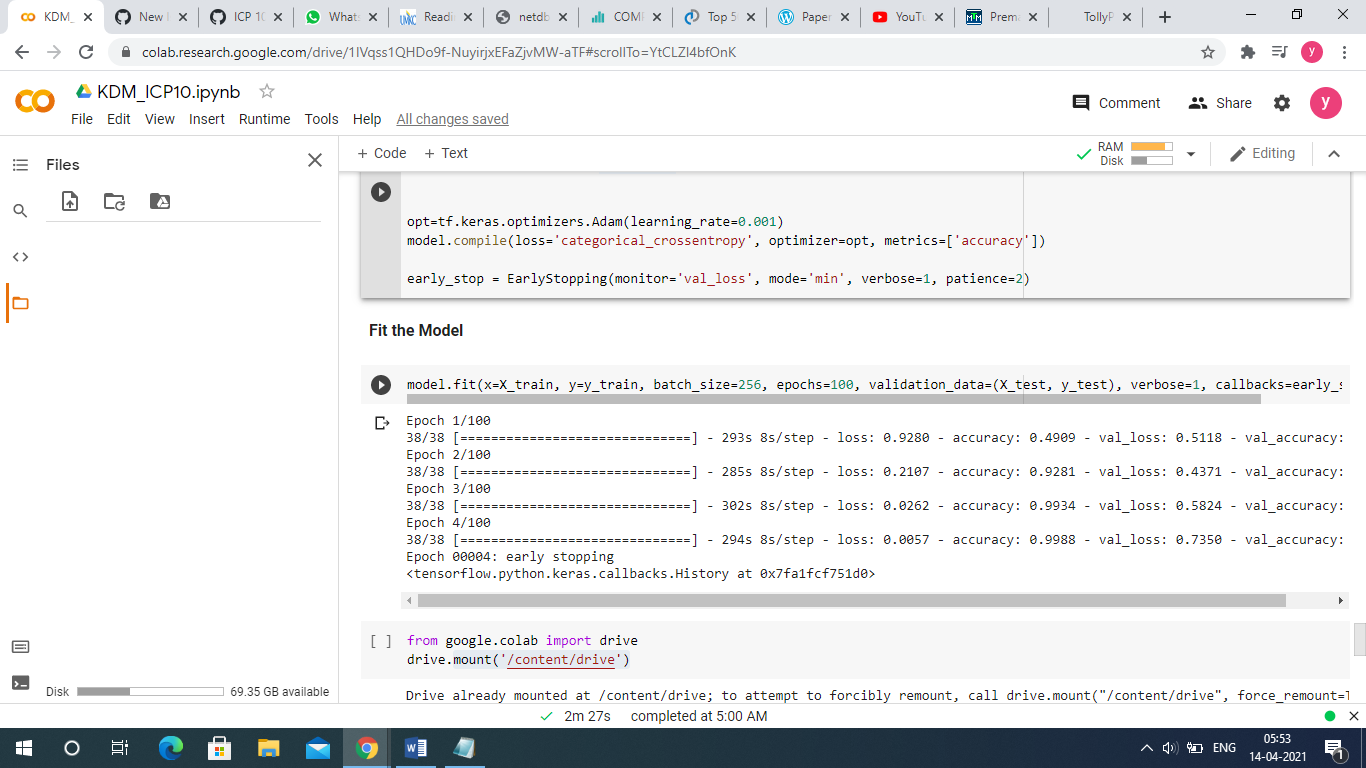 KDM_
New I
ICP 10
Whats
UMKC Readin
netdb
COMI
Top 5
Paper
YouTu
MTM Prema
TollyP
colab.research.google.com/drive/1IVqss1QHDo9f-NuyirjxEFaZjvMW-aTF#scrollTo=YtCLZI4bfOnK
y
KDM_ICP10.ipynb
Comment Share y
File Edit View Insert Runtime Tools Help All changes saved
Files
+ Code + Text
RAM
Disk
Editing
opt=tf.keras.optimizers.Adam(learning_rate=0.001)
model.compile(loss='categorical_crossentropy', optimizer=opt, metrics=['accuracy'])
early_stop = EarlyStopping(monitor='val_loss', mode='min', verbose=1, patience=2)
Fit the Model
model.fit(x=X_train, y=y_train, batch_size=256, epochs=100, validation_data=(X_test, y_test), verbose=1, callbacks=early_s
Epoch 1/100
38/38 [==============================] - 293s 8s/step - loss: 0.9280 - accuracy: 0.4909 - val_loss: 0.5118 - val_accuracy:
Epoch 2/100
38/38 [==============================] - 285s 8s/step - loss: 0.2107 - accuracy: 0.9281 - val_loss: 0.4371 - val_accuracy:
Epoch 3/100
38/38 [==============================] - 302s 8s/step - loss: 0.0262 - accuracy: 0.9934 - val_loss: 0.5824 - val_accuracy:
Epoch 4/100
38/38 [==============================] - 294s 8s/step - loss: 0.0057 - accuracy: 0.9988 - val_loss: 0.7350 - val_accuracy:
Epoch 00004: early stopping
<tensorflow.python.keras.callbacks.History at 0x7fa1fcf751d0>
[ ] from google.colab import drive
drive.mount('/content/drive')
Drive already mounted at /content/drive; to attempt to forcibly remount, call drive.mount("/content/drive", force_remount=T
Disk 69.35 GB available
2m 27s completed at 5:00 AM
ENG
05:53
14-04-2021
1